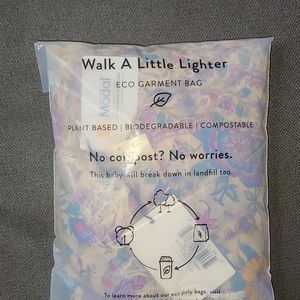 Walk A Little Lighter
ECO GARMENT BAG
Modal
PLANT BASED | BIODEGRADABLE | COMPOSTABLE
No compost? No worries.
This baby will break down in landfill too.
To learn more about our eco poly bags, visit